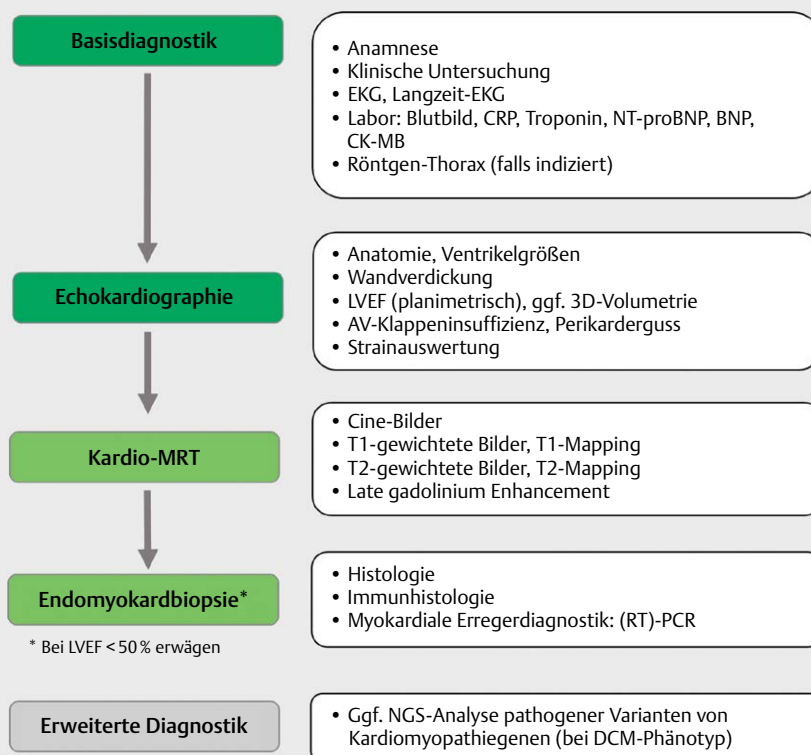 Basisdiagnostik
• Anamnese
• Klinische Untersuchung
• EKG, Langzeit-EKG
• Labor: Blutbild, CRP, Troponin, NT-proBNP, BNP,
CK-MB
• Röntgen-Thorax (falls indiziert)
Echokardiographie
• Anatomie, Ventrikelgrößen
• Wandverdickung
• LVEF (planimetrisch), ggf. 3D-Volumetrie
• AV-Klappeninsuffizienz, Perikarderguss
• Strainauswertung
Kardio-MRT
• Cine-Bilder
• T1-gewichtete Bilder, T1-Mapping
• T2-gewichtete Bilder, T2-Mapping
• Late gadolinium Enhancement
Endomyokardbiopsie*
* Bei LVEF < 50 % erwägen
• Histologie
• Immunhistologie
• Myokardiale Erregerdiagnostik: (RT)-PCR
Erweiterte Diagnostik
• Ggf. NGS-Analyse pathogener Varianten von
Kardiomyopathiegenen (bei DCM-Phänotyp)